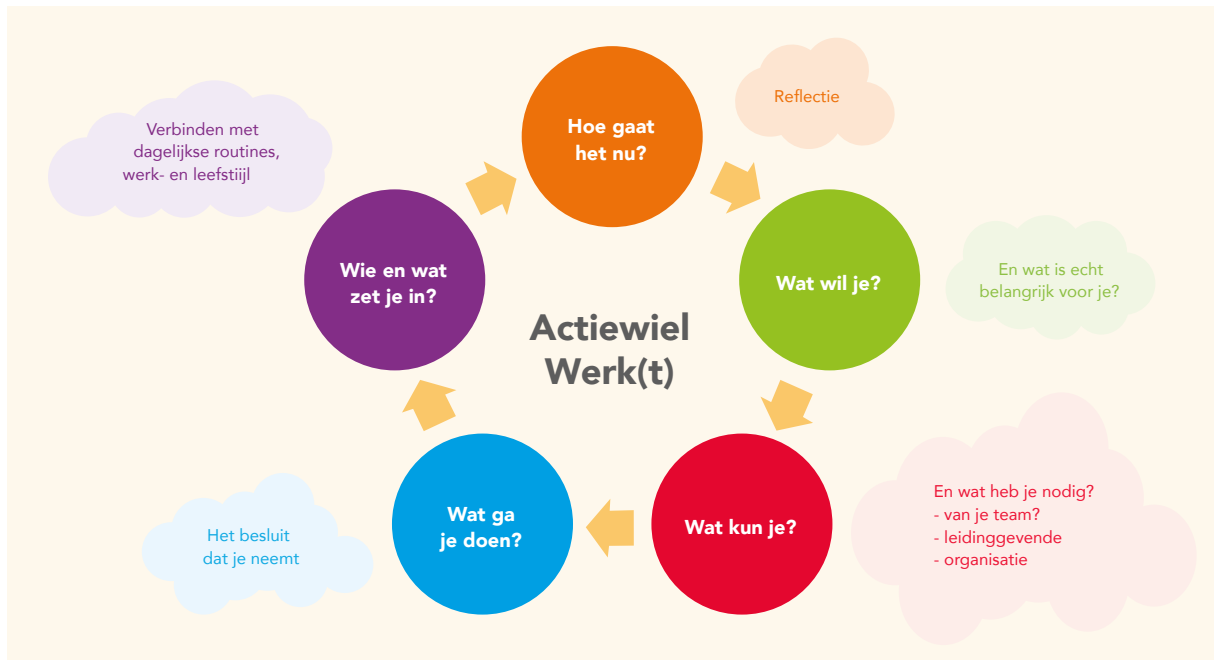 Hoe gaat
het nu?
Reflectie
Wat wil je?
En wat is echt
belangrijk voor je?
Wat kun je?
En wat heb je nodig?
- van je team?
- leidinggevende
- organisatie
Wat ga
je doen?
Het besluit
dat je neemt
Wie en wat
zet je in?
Verbinden met
dagelijkse routines,
werk- en leefstiijl
Actiewiel
Werk(t)